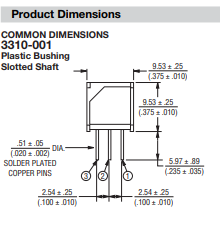 Product Dimensions
COMMON DIMENSIONS
3310-001
Plastic Bushing
Slotted Shaft
9.53 ± .25
(.375 ± .010)
9.53 ± .25
(.375 ± .010)
.51 ± .05
(.020 ± .002)
DIA.
SOLDER PLATED
COPPER PINS
5.97 ± .89
(.235 ± .035)
3 2 1
2.54 ± .25
(.100 ± .010)
2.54 ± .25
(.100 ± .010)